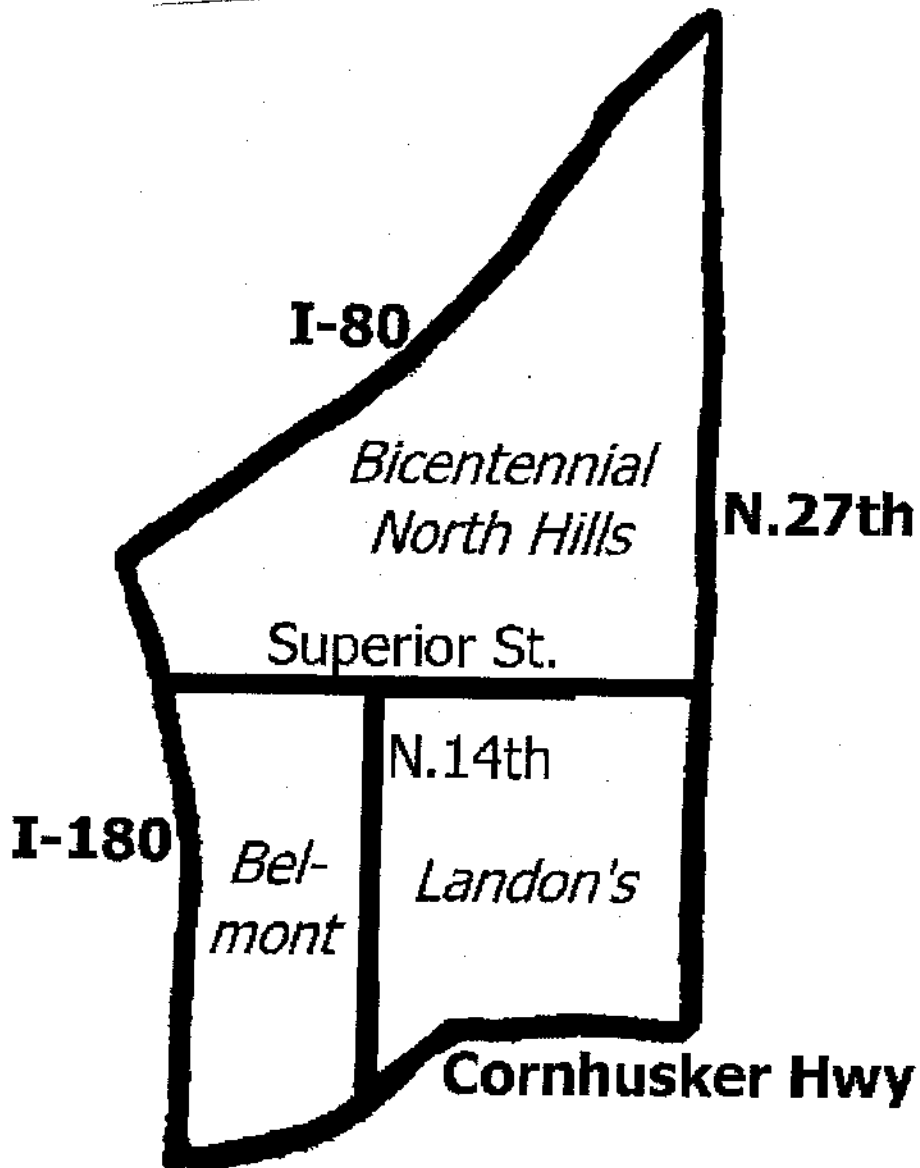 I-80
Bicentennial
North Hills
N.27th
Superior St.
N.14th
I-180
Bel-
mont
Landon's
Cornhusker Hwy